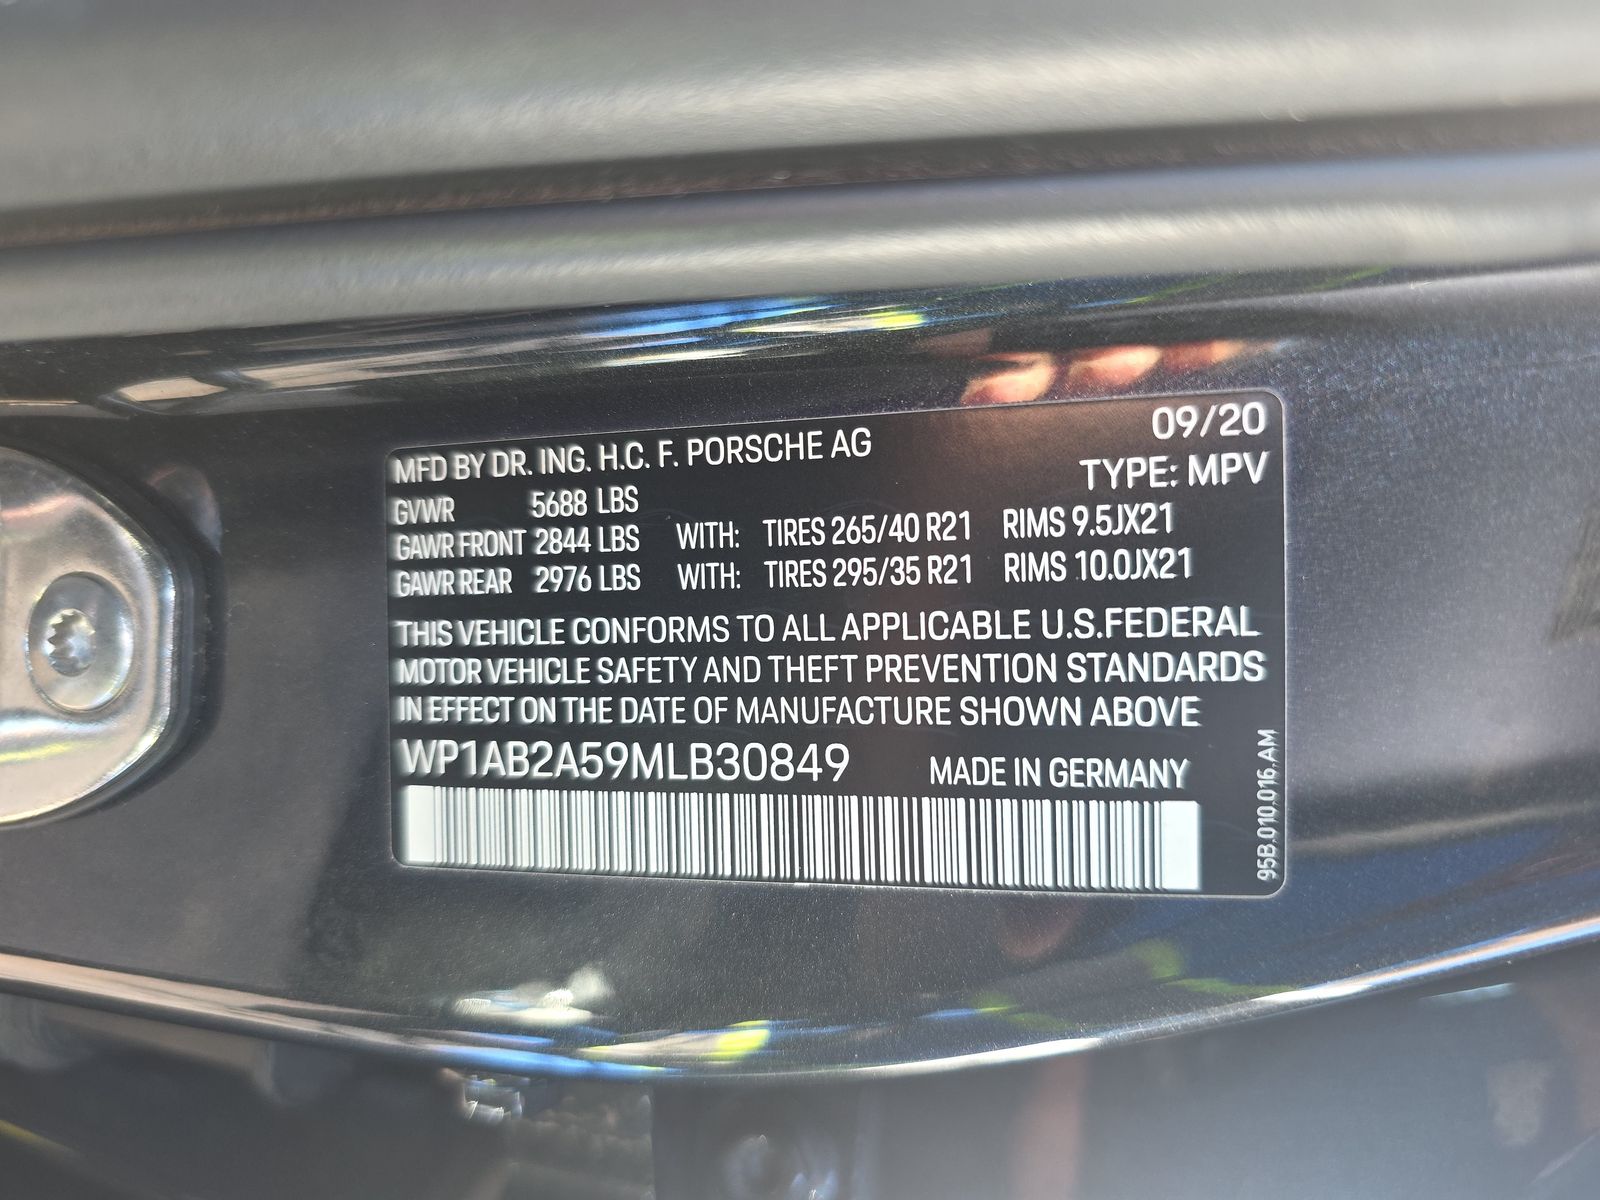 09/20
MFD BY DR. ING. H.C. F. PORSCHE AG
TYPE: MPV
GVWR 5688 LBS
GAWR FRONT 2844 LBS WITH: TIRES 265/40 R21 RIMS 9.5JX21
GAWR REAR 2976 LBS WITH: TIRES 295/35 R21 RIMS 10.0JX21
THIS VEHICLE CONFORMS TO ALL APPLICABLE U.S.FEDERAL
MOTOR VEHICLE SAFETY AND THEFT PREVENTION STANDARDS
IN EFFECT ON THE DATE OF MANUFACTURE SHOWN ABOVE
WP1AB2A59MLB30849 MADE IN GERMANY
95B.010.016.AM